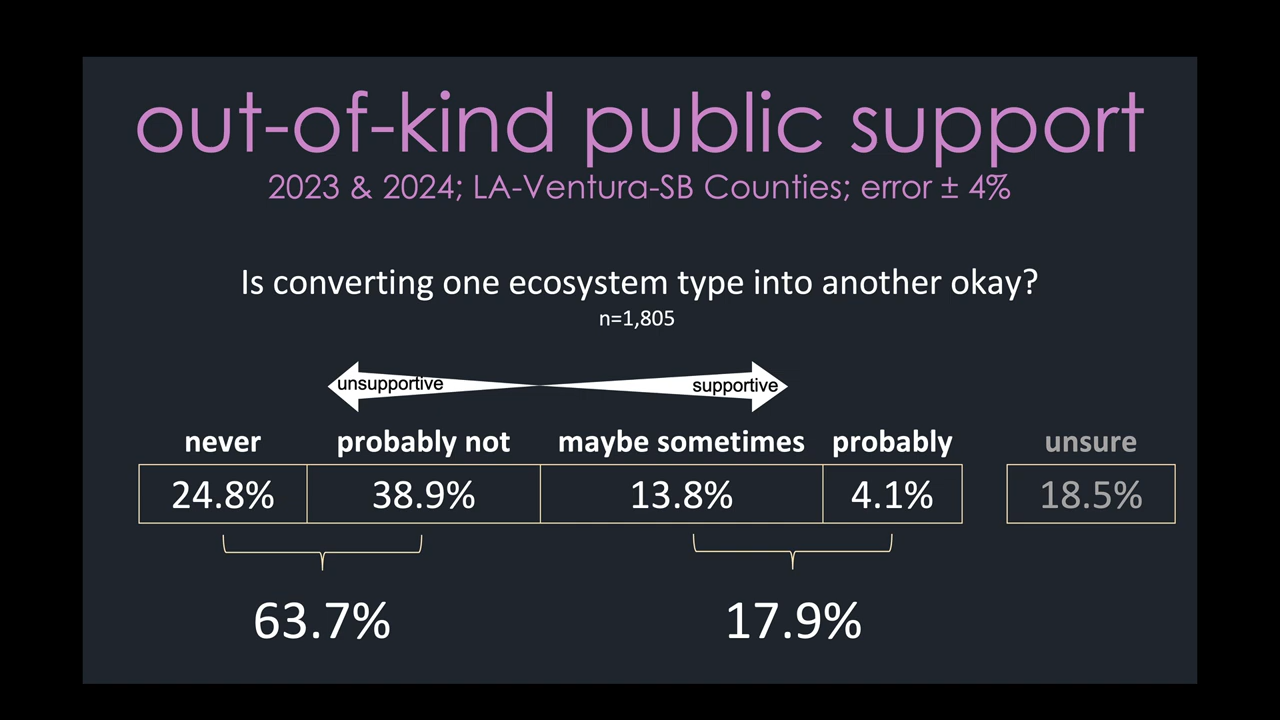 out-of-kind public support
2023 & 2024; LA-Ventura-SB Counties; error ± 4%
Is converting one ecosystem type into another okay?
n=1,805
unsupportive supportive
never probably not maybe sometimes probably unsure
24.8% 38.9% 13.8% 4.1% 18.5%
63.7% 17.9%